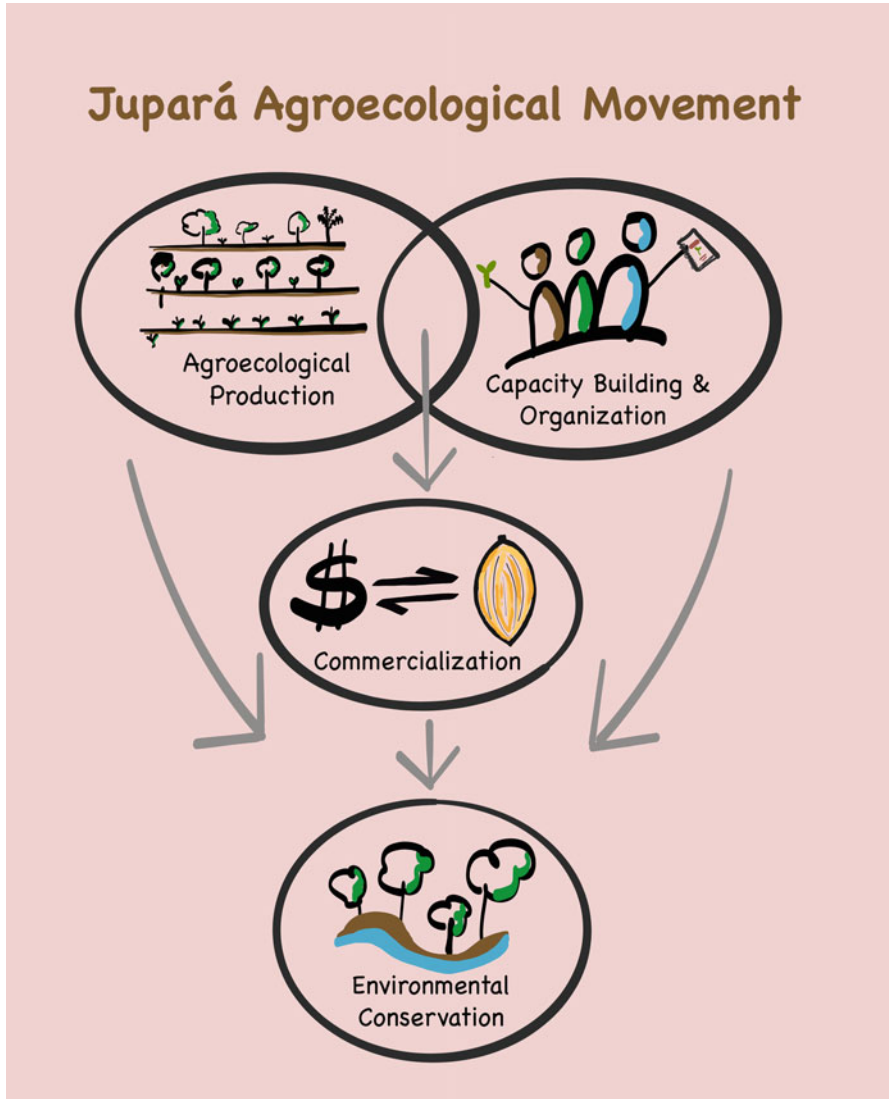 Jupará Agroecological Movement
Agroecological
Production
Capacity Building &
Organization
$
Commercialization
Environmental
Conservation